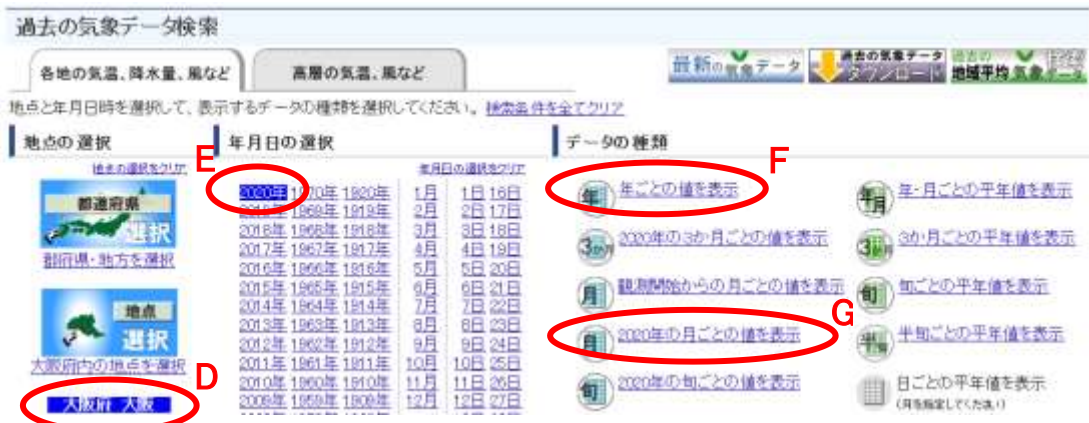 過去の気象データ検索
各地の気温、降水量、風など
高層の気温、風など
最新の気象データ
過去の気象データ
ダウンロード
過去の
地域平均気象データ
地点と年月日時を選択して、表示するデータの種類を選択してください。 検索条件を全てクリア
地点の選択
地点の選択をクリア
都道府県
選択
都府県・地方を選択
地点
選択
大阪府内の地点を選択
D
大阪府 大阪
E
年月日の選択
年月日の選択をクリア
2020年 1970年 1920年 1月 1日 16日
2019年 1969年 1919年 2月 2日 17日
2018年 1968年 1918年 3月 3日 18日
2017年 1967年 1917年 4月 4日 19日
2016年 1966年 1916年 5月 5日 20日
2015年 1965年 1915年 6月 6日 21日
2014年 1964年 1914年 7月 7日 22日
2013年 1963年 1913年 8月 8日 23日
2012年 1962年 1912年 9月 9日 24日
2011年 1961年 1911年 10月 10日 25日
2010年 1960年 1910年 11月 11日 26日
2009年 1959年 1909年 12月 12日 27日
データの種類
F
年 年ごとの値を表示
3か月 2020年の3か月ごとの値を表示
月 観測開始からの月ごとの値を表示
G
月 2020年の月ごとの値を表示
旬 2020年の旬ごとの値を表示
年月 年・月ごとの平年値を表示
3か月 3か月ごとの平年値を表示
旬 旬ごとの平年値を表示
半旬 半旬ごとの平年値を表示
日ごとの平年値を表示
(月を指定してください)